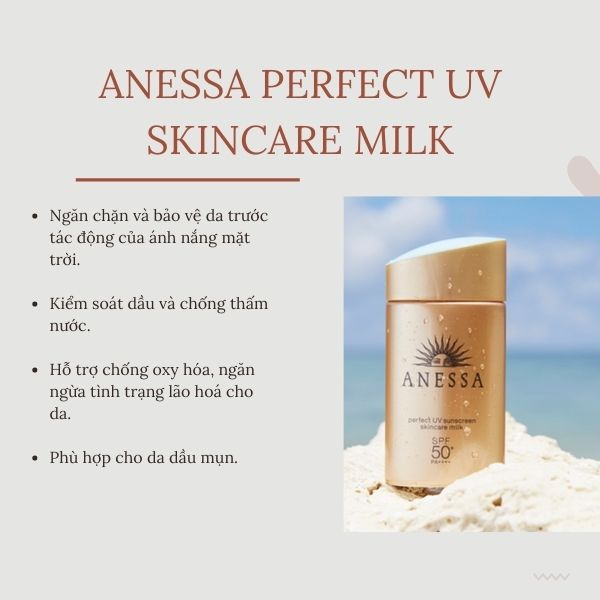 ANESSA PERFECT UV
SKINCARE MILK
• Ngăn chặn và bảo vệ da trước
tác động của ánh nắng mặt
trời.
• Kiểm soát dầu và chống thấm
nước.
• Hỗ trợ chống oxy hóa, ngăn
ngừa tình trạng lão hoá cho
da.
• Phù hợp cho da dầu mụn.
ANESSA
perfect UV sunscreen
skincare milk
SPF
50+
PA++++